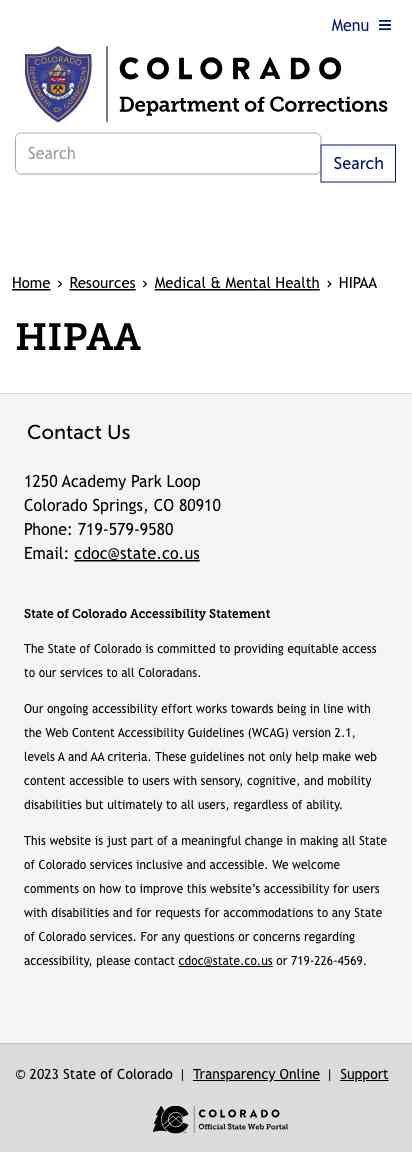 Menu ≡
COLORADO
Department of Corrections
Search
Search
Home › Resources › Medical & Mental Health › HIPAA
HIPAA
Contact Us
1250 Academy Park Loop
Colorado Springs, CO 80910
Phone: 719-579-9580
Email: cdoc@state.co.us
State of Colorado Accessibility Statement
The State of Colorado is committed to providing equitable access
to our services to all Coloradans.
Our ongoing accessibility effort works towards being in line with
the Web Content Accessibility Guidelines (WCAG) version 2.1,
levels A and AA criteria. These guidelines not only help make web
content accessible to users with sensory, cognitive, and mobility
disabilities but ultimately to all users, regardless of ability.
This website is just part of a meaningful change in making all State
of Colorado services inclusive and accessible. We welcome
comments on how to improve this website’s accessibility for users
with disabilities and for requests for accommodations to any State
of Colorado services. For any questions or concerns regarding
accessibility, please contact cdoc@state.co.us or 719-226-4569.
© 2023 State of Colorado | Transparency Online | Support
COLORADO
Official State Web Portal